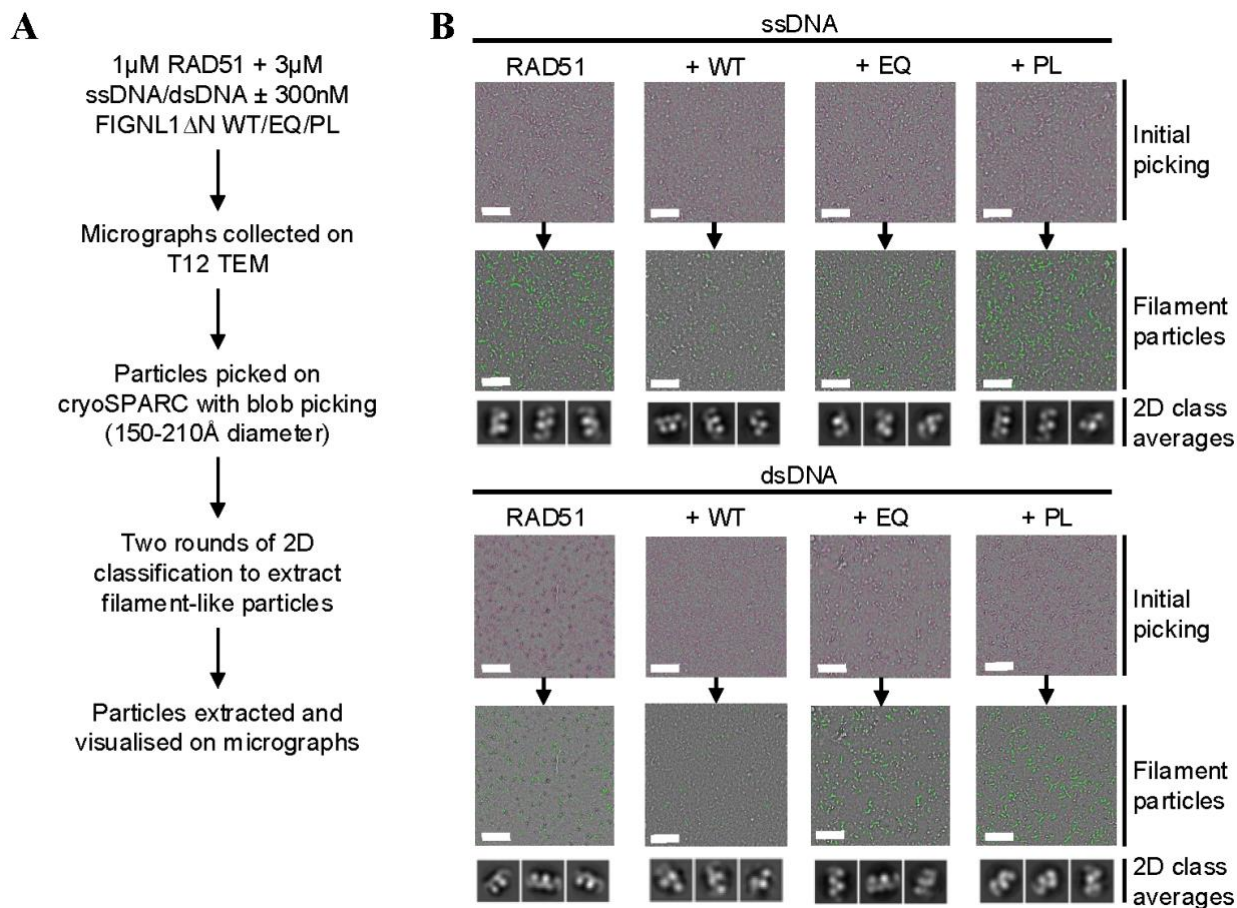 A
1µM RAD51 + 3µM
ssDNA/dsDNA ± 300nM
FIGNL1∆N WT/EQ/PL
Micrographs collected on
T12 TEM
Particles picked on
cryoSPARC with blob picking
(150-210Å diameter)
Two rounds of 2D
classification to extract
filament-like particles
Particles extracted and
visualised on micrographs
B
ssDNA
RAD51 + WT + EQ + PL
Initial
picking
Filament
particles
2D class
averages
dsDNA
RAD51 + WT + EQ + PL
Initial
picking
Filament
particles
2D class
averages